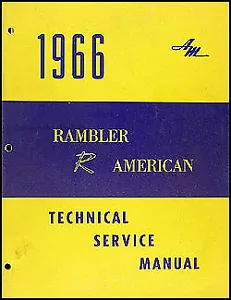 1966
AM
RAMBLER
R AMERICAN
TECHNICAL
SERVICE
MANUAL